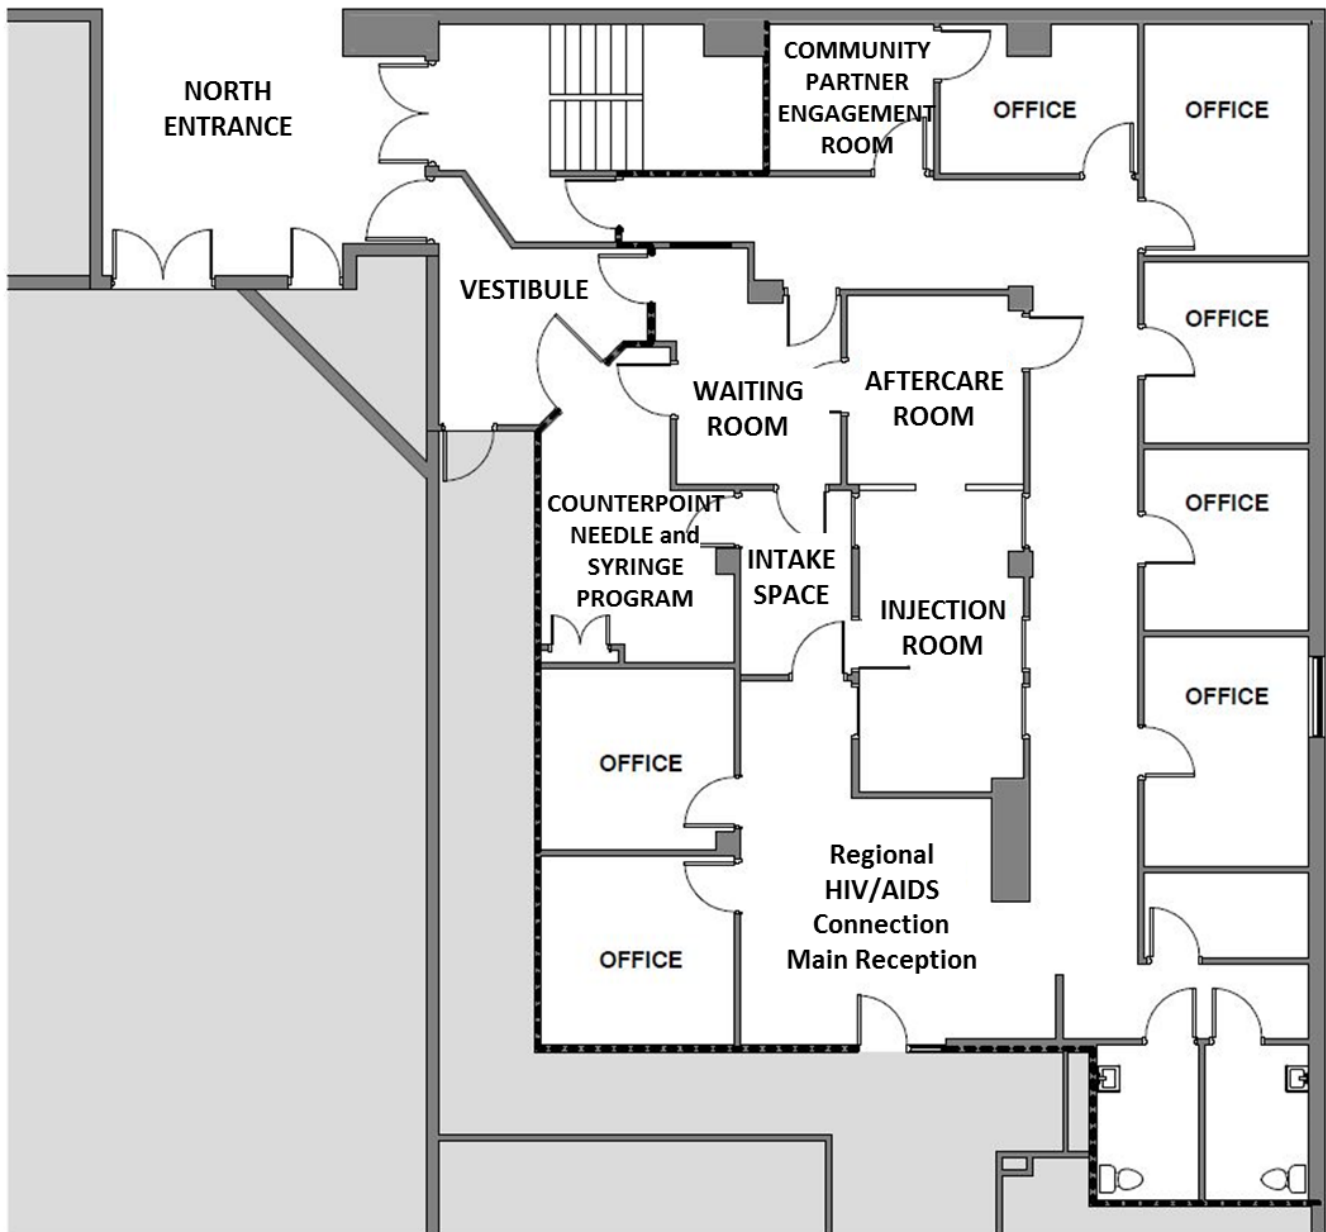 NORTH
ENTRANCE
COMMUNITY
PARTNER
ENGAGEMENT
ROOM
OFFICE
OFFICE
VESTIBULE
OFFICE
WAITING
ROOM
AFTERCARE
ROOM
COUNTERPOINT
NEEDLE and
SYRINGE
PROGRAM
INTAKE
SPACE
OFFICE
INJECTION
ROOM
OFFICE
OFFICE
Regional
HIV/AIDS
Connection
Main Reception
OFFICE